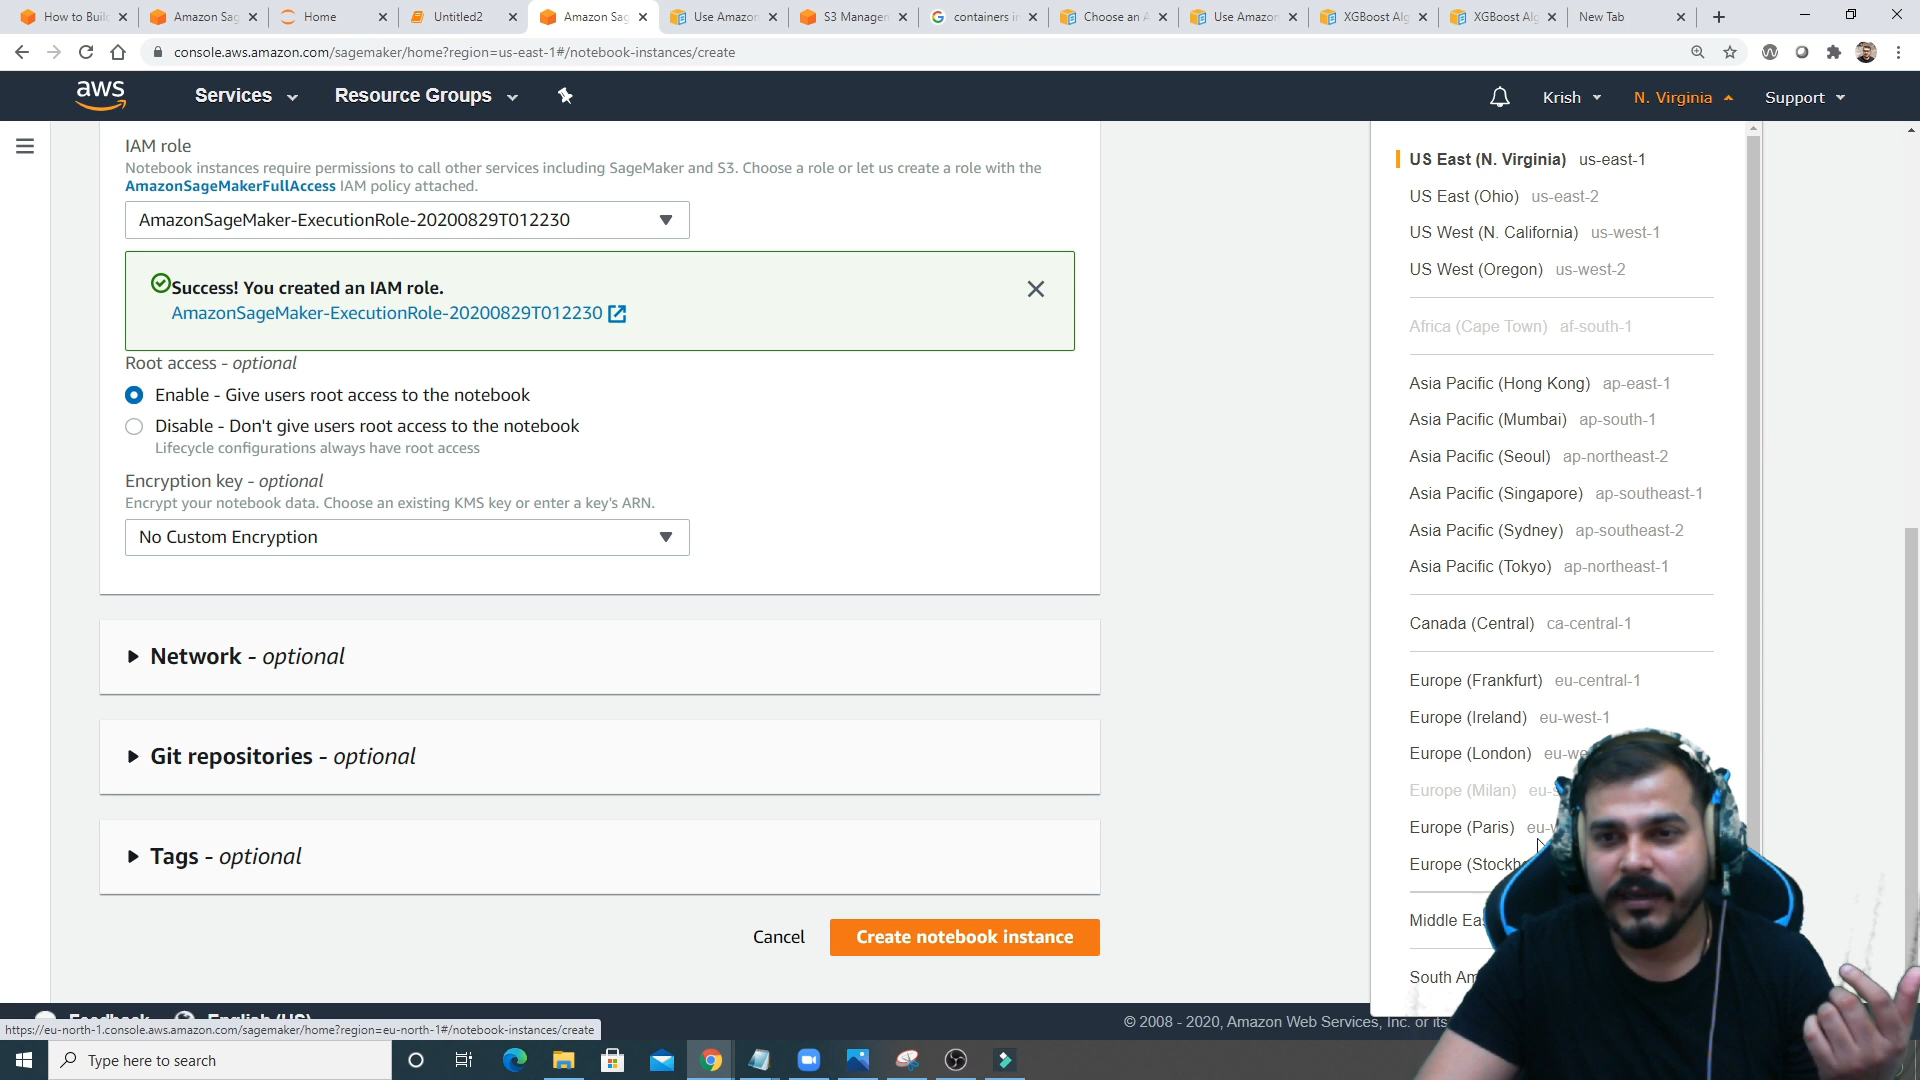 How to Buil
Amazon Sag
Home
Untitled2
Amazon Sag
Use Amazon
S3 Managem
containers in
Choose an A
Use Amazon
XGBoost Alg
XGBoost Alg
New Tab
console.aws.amazon.com/sagemaker/home?region=us-east-1#/notebook-instances/create
aws
Services
Resource Groups
Krish
N. Virginia
Support
IAM role
Notebook instances require permissions to call other services including SageMaker and S3. Choose a role or let us create a role with the
AmazonSageMakerFullAccess IAM policy attached.
AmazonSageMaker-ExecutionRole-20200829T012230
Success! You created an IAM role.
AmazonSageMaker-ExecutionRole-20200829T012230
Root access - optional
Enable - Give users root access to the notebook
Disable - Don't give users root access to the notebook
Lifecycle configurations always have root access
Encryption key - optional
Encrypt your notebook data. Choose an existing KMS key or enter a key's ARN.
No Custom Encryption
Network - optional
Git repositories - optional
Tags - optional
Cancel
Create notebook instance
US East (N. Virginia) us-east-1
US East (Ohio) us-east-2
US West (N. California) us-west-1
US West (Oregon) us-west-2
Africa (Cape Town) af-south-1
Asia Pacific (Hong Kong) ap-east-1
Asia Pacific (Mumbai) ap-south-1
Asia Pacific (Seoul) ap-northeast-2
Asia Pacific (Singapore) ap-southeast-1
Asia Pacific (Sydney) ap-southeast-2
Asia Pacific (Tokyo) ap-northeast-1
Canada (Central) ca-central-1
Europe (Frankfurt) eu-central-1
Europe (Ireland) eu-west-1
Europe (London) eu-we
Europe (Milan) eu-s
Europe (Paris) eu-w
Europe (Stockho
Middle Eas
South Am
Feedback
English (US)
© 2008 - 2020, Amazon Web Services, Inc. or its
https://eu-north-1.console.aws.amazon.com/sagemaker/home?region=eu-north-1#/notebook-instances/create
Type here to search